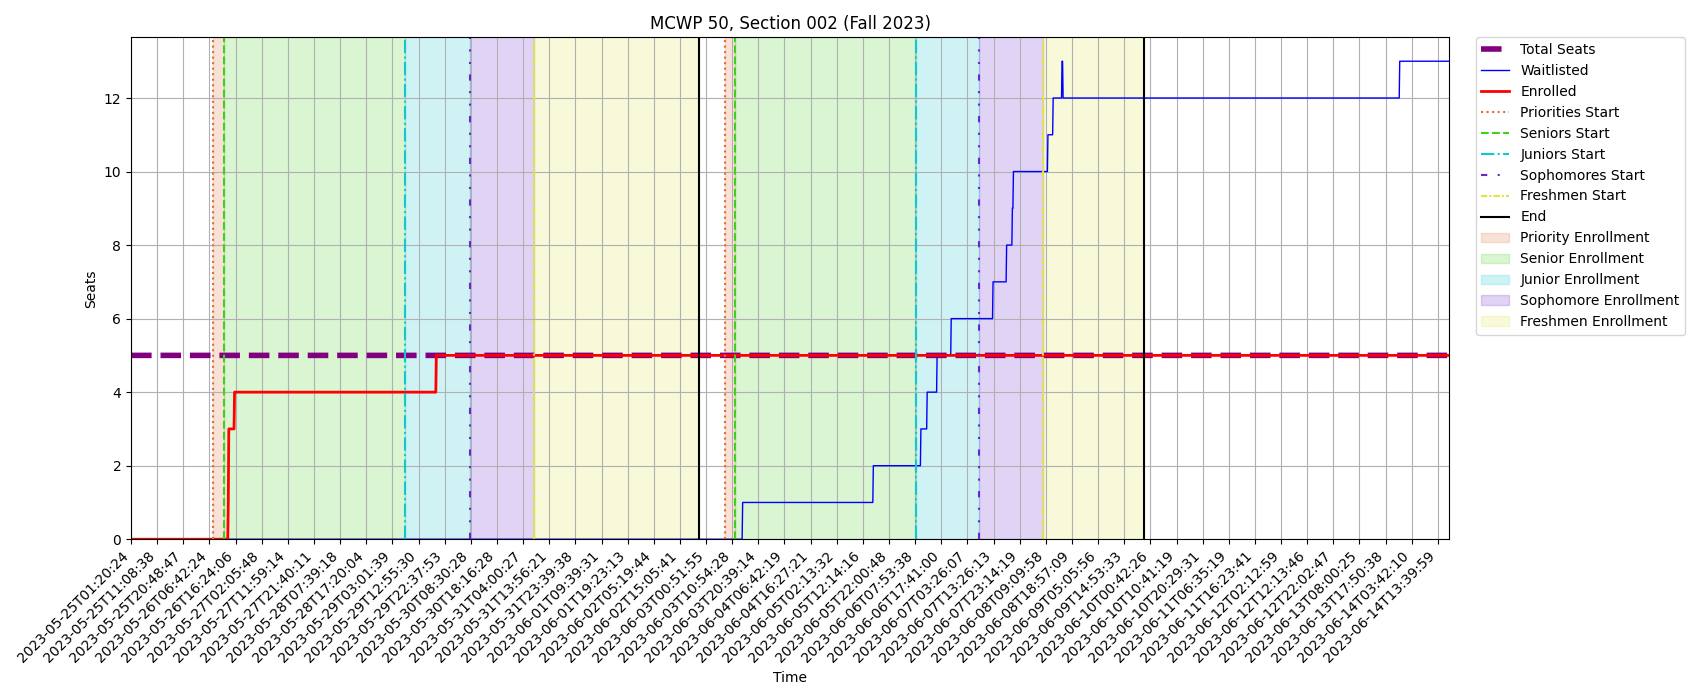 MCWP 50, Section 002 (Fall 2023)
Total Seats
Waitlisted
Enrolled
Priorities Start
Seniors Start
Juniors Start
Sophomores Start
Freshmen Start
End
Priority Enrollment
Senior Enrollment
Junior Enrollment
Sophomore Enrollment
Freshmen Enrollment
Seats
12
10
8
6
4
2
0
2023-05-25T01:20:24
2023-05-25T11:08:38
2023-05-25T20:48:47
2023-05-26T06:42:24
2023-05-26T16:24:06
2023-05-27T02:05:48
2023-05-27T11:59:14
2023-05-27T21:40:11
2023-05-28T07:39:18
2023-05-28T17:20:04
2023-05-29T03:01:39
2023-05-29T12:55:30
2023-05-29T22:37:53
2023-05-30T08:30:28
2023-05-30T18:16:28
2023-05-31T04:00:27
2023-05-31T13:56:21
2023-05-31T23:39:38
2023-06-01T09:39:31
2023-06-01T19:23:13
2023-06-02T05:19:44
2023-06-02T15:05:41
2023-06-03T00:51:55
2023-06-03T10:54:28
2023-06-03T20:39:14
2023-06-04T06:42:19
2023-06-04T16:27:21
2023-06-05T02:13:32
2023-06-05T12:14:16
2023-06-05T22:00:48
2023-06-06T07:53:38
2023-06-06T17:41:00
2023-06-07T03:26:07
2023-06-07T13:26:13
2023-06-07T23:14:19
2023-06-08T09:09:58
2023-06-08T18:57:09
2023-06-09T05:05:56
2023-06-09T14:53:33
2023-06-10T00:42:26
2023-06-10T10:41:19
2023-06-10T20:29:31
2023-06-11T06:35:19
2023-06-11T16:23:41
2023-06-12T02:12:59
2023-06-12T12:13:46
2023-06-12T22:02:47
2023-06-13T08:00:25
2023-06-13T17:50:38
2023-06-14T03:42:10
2023-06-14T13:39:59
Time